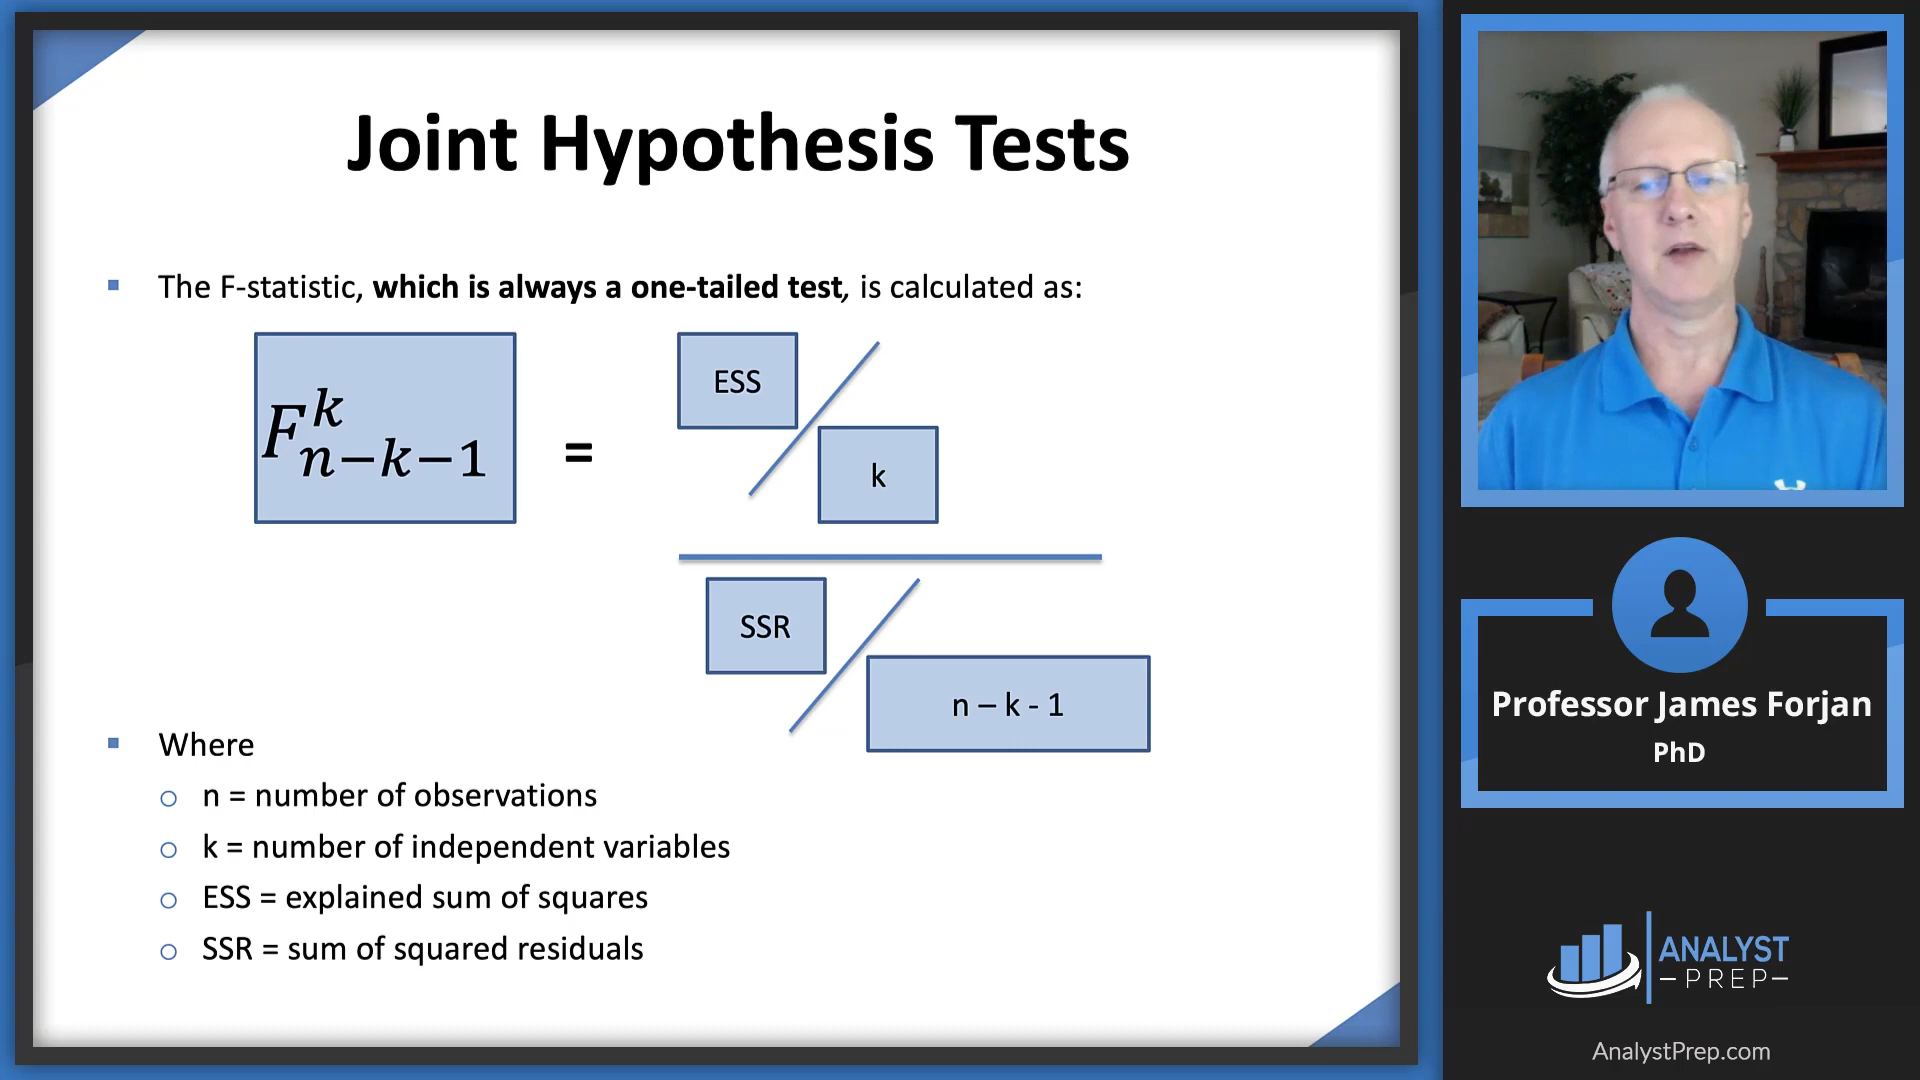 Joint Hypothesis Tests
The F-statistic, which is always a one-tailed test, is calculated as:
F^k_{n−k−1} = 
ESS
k
SSR
n – k - 1
Where
n = number of observations
k = number of independent variables
ESS = explained sum of squares
SSR = sum of squared residuals
Professor James Forjan
PhD
ANALYST
PREP
AnalystPrep.com